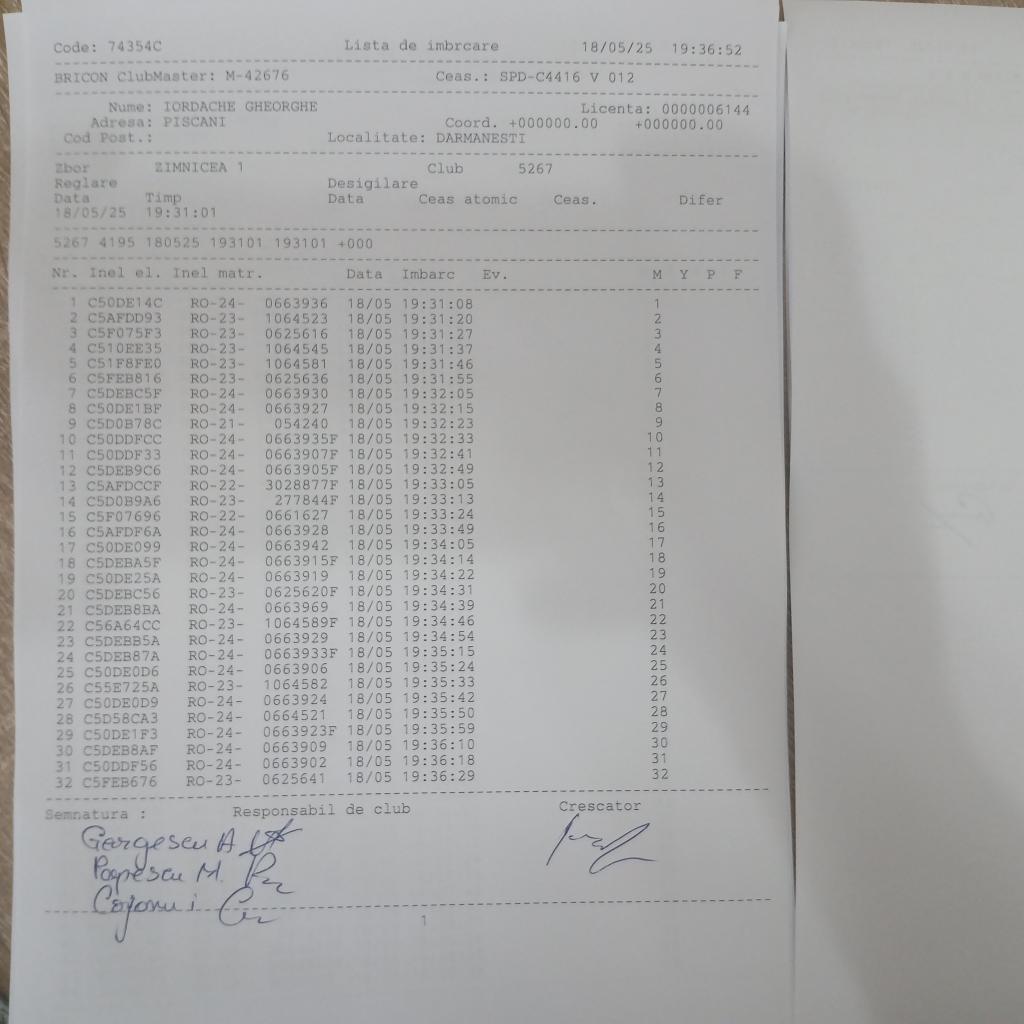 Code: 74354C Lista de imbrcare 18/05/25 19:36:52
BRICON ClubMaster: M-42676 Ceas.: SPD-C4416 V 012
Nume: IORDACHE GHEORGHE Licenta: 0000006144
Adresa: PISCANI Coord. +000000.00 +000000.00
Cod Post.: Localitate: DARMANESTI
Zbor ZIMNICEA 1 Club 5267
Reglare Desigilare
Data Timp Data Ceas atomic Ceas. Difer
18/05/25 19:31:01
5267 4195 180525 193101 193101 +000
Nr. Inel el. Inel matr. Data Imbarc Ev. M Y P F
1 C50DE14C RO-24- 0663936 18/05 19:31:08 1
2 C5AFDD93 RO-23- 1064523 18/05 19:31:20 2
3 C5F075F3 RO-23- 0625616 18/05 19:31:27 3
4 C510EE35 RO-23- 1064545 18/05 19:31:37 4
5 C51F8FE0 RO-23- 1064581 18/05 19:31:46 5
6 C5FEB816 RO-23- 0625636 18/05 19:31:55 6
7 C5DEBC5F RO-24- 0663930 18/05 19:32:05 7
8 C50DE1BF RO-24- 0663927 18/05 19:32:15 8
9 C5D0B78C RO-21- 054240 18/05 19:32:23 9
10 C50DDFCC RO-24- 0663935F 18/05 19:32:33 10
11 C50DDF33 RO-24- 0663907F 18/05 19:32:41 11
12 C5DEB9C6 RO-24- 0663905F 18/05 19:32:49 12
13 C5AFDCCF RO-22- 3028877F 18/05 19:33:05 13
14 C5D0B9A6 RO-23- 277844F 18/05 19:33:13 14
15 C5F07696 RO-22- 0661627 18/05 19:33:24 15
16 C5AFDF6A RO-24- 0663928 18/05 19:33:49 16
17 C50DE099 RO-24- 0663942 18/05 19:34:05 17
18 C5DEBA5F RO-24- 0663915F 18/05 19:34:14 18
19 C50DE25A RO-24- 0663919 18/05 19:34:22 19
20 C5DEBC56 RO-23- 0625620F 18/05 19:34:31 20
21 C5DEB8BA RO-24- 0663969 18/05 19:34:39 21
22 C56A64CC RO-23- 1064589F 18/05 19:34:46 22
23 C5DEBB5A RO-24- 0663929 18/05 19:34:54 23
24 C5DEB87A RO-24- 0663933F 18/05 19:35:15 24
25 C50DE0D6 RO-24- 0663906 18/05 19:35:24 25
26 C55E725A RO-23- 1064582 18/05 19:35:33 26
27 C50DE0D9 RO-24- 0663924 18/05 19:35:42 27
28 C5D58CA3 RO-24- 0664521 18/05 19:35:50 28
29 C50DE1F3 RO-24- 0663923F 18/05 19:35:59 29
30 C5DEB8AF RO-24- 0663909 18/05 19:36:10 30
31 C50DDF56 RO-24- 0663902 18/05 19:36:18 31
32 C5FEB676 RO-23- 0625641 18/05 19:36:29 32
Semnatura : Responsabil de club Crescator
Gergescu A
Popescu M.
1